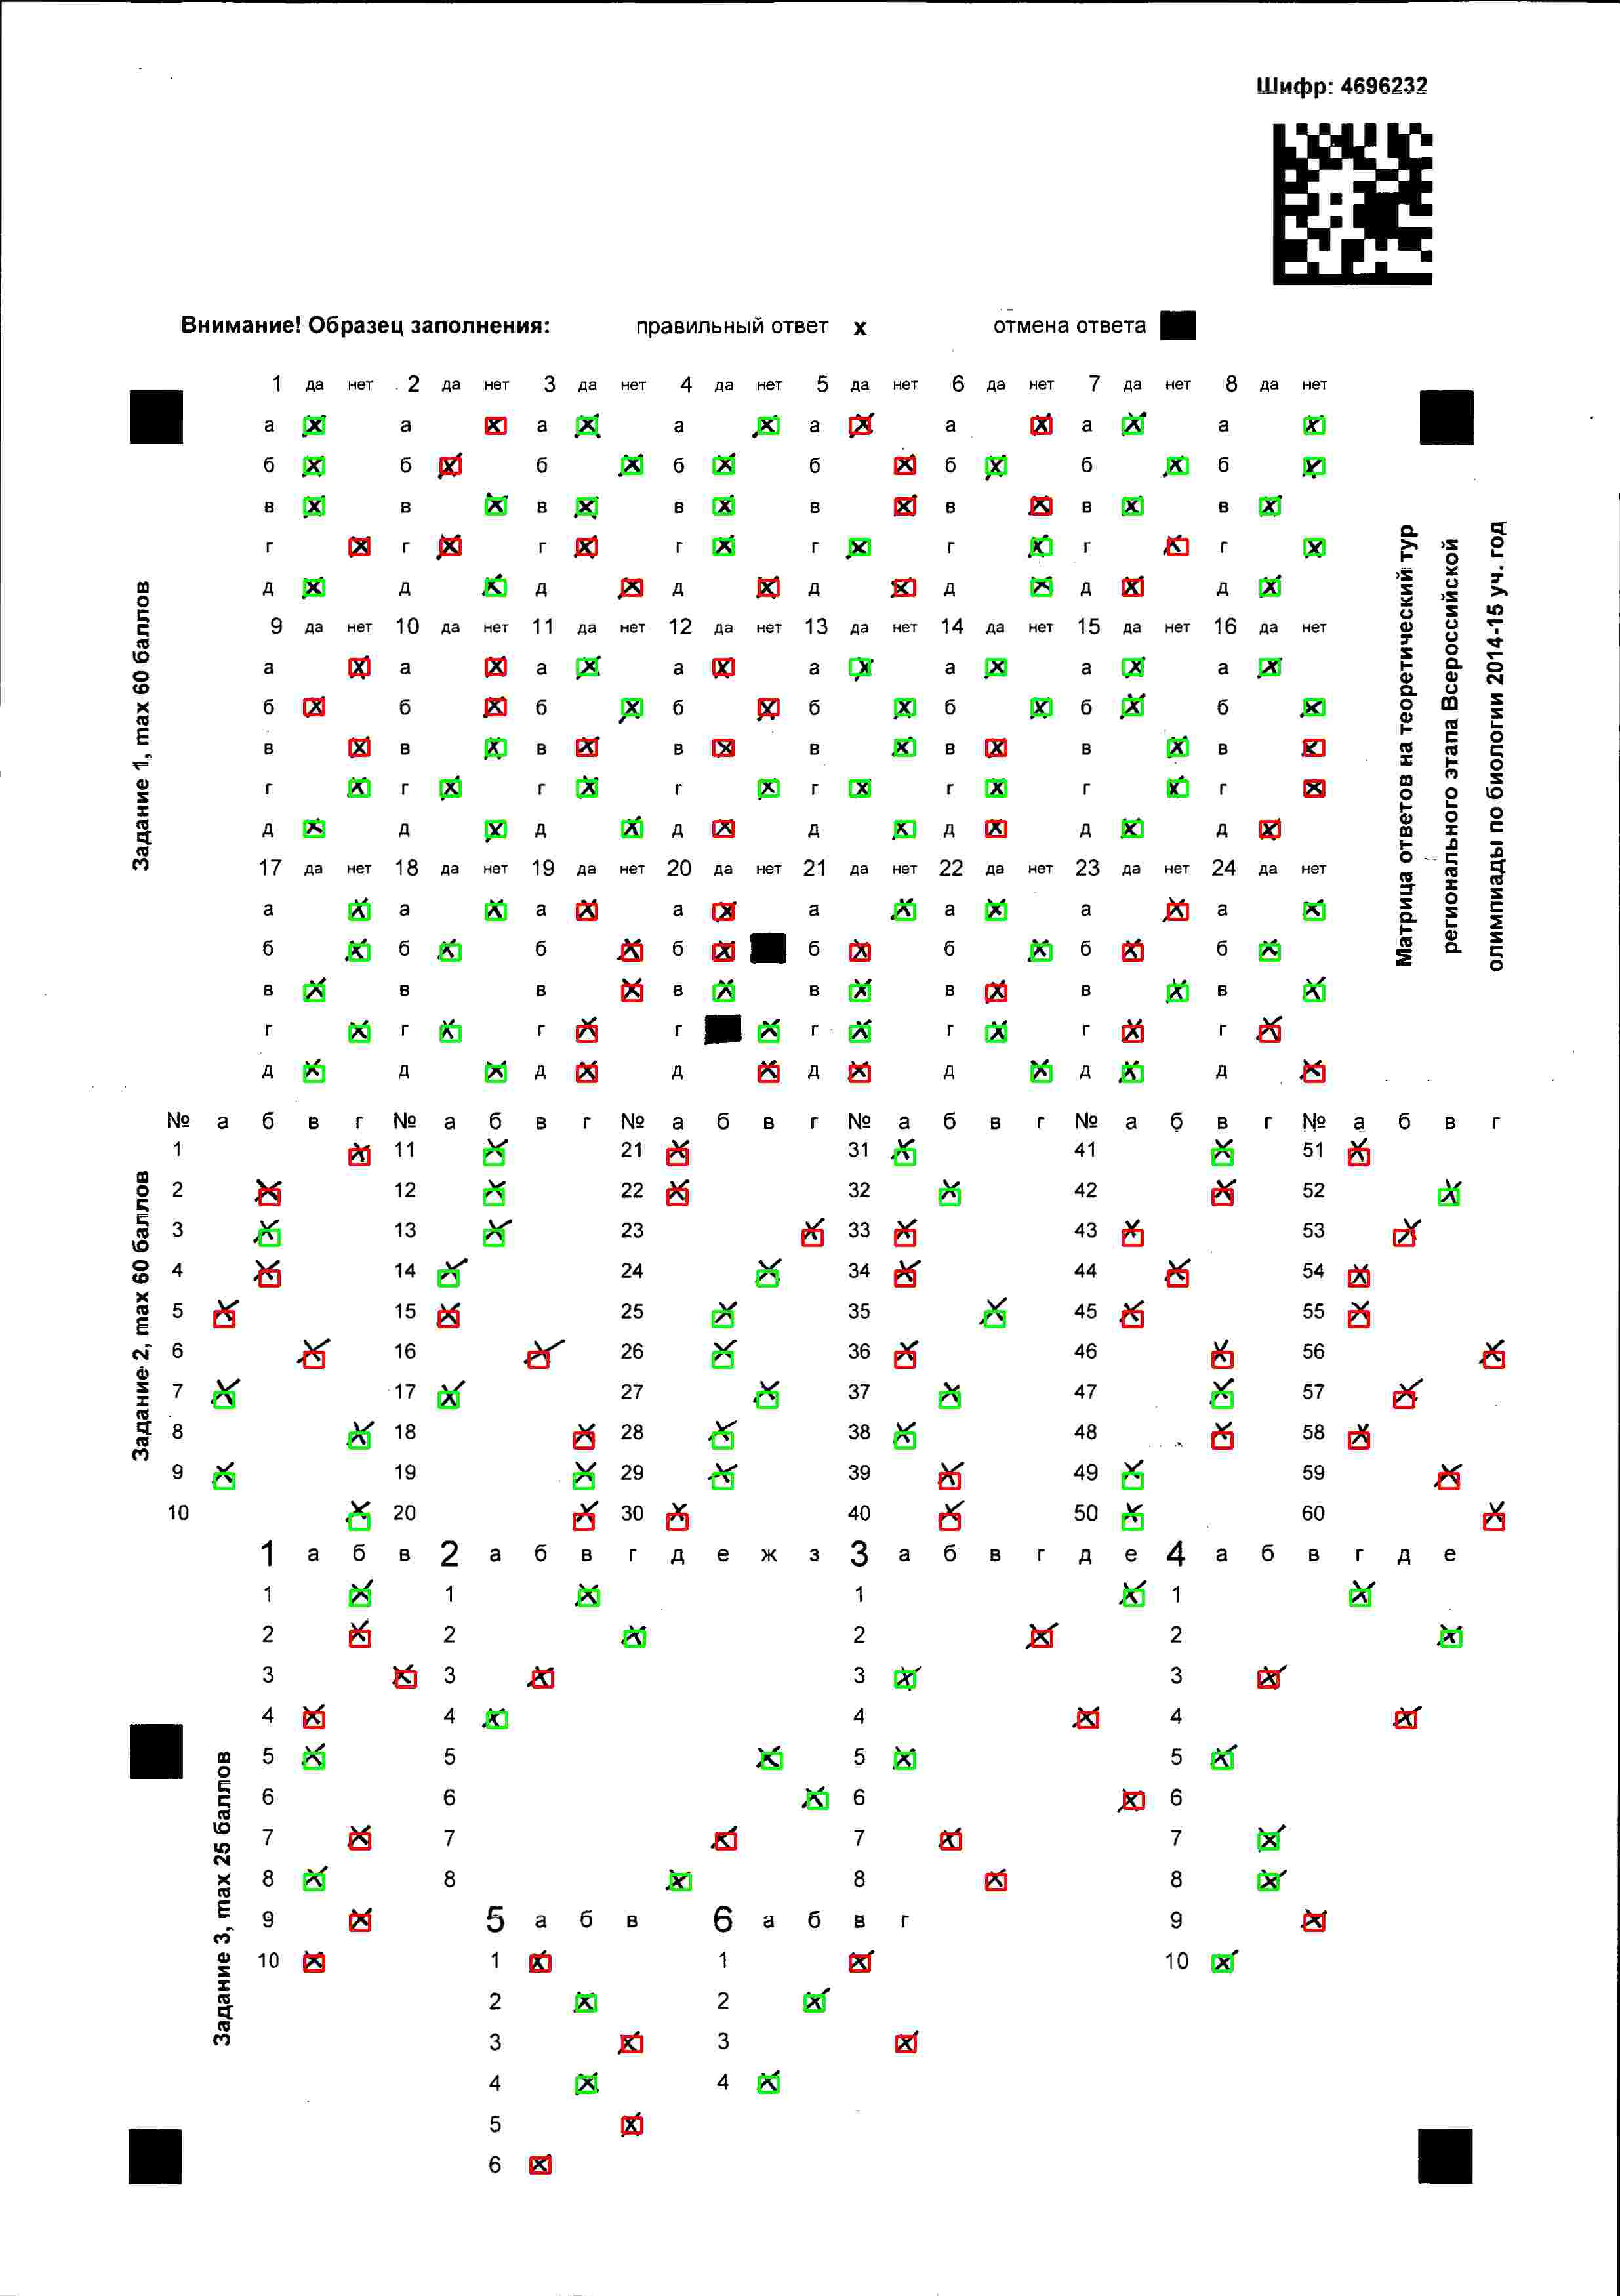 Шифр: 4696232
Внимание! Образец заполнения: правильный ответ x отмена ответа
1 да нет 2 да нет 3 да нет 4 да нет 5 да нет 6 да нет 7 да нет 8 да нет
а а а а а а а а
б б б б б б б б
в в в в в в в в
г г г г г г г г
д д д д д д д д
9 да нет 10 да нет 11 да нет 12 да нет 13 да нет 14 да нет 15 да нет 16 да нет
а а а а а а а а
б б б б б б б б
в в в в в в в в
г г г г г г г г
д д д д д д д д
17 да нет 18 да нет 19 да нет 20 да нет 21 да нет 22 да нет 23 да нет 24 да нет
а а а а а а а а
б б б б б б б б
в в в в в в в в
г г г г г г г г
д д д д д д д д
Задание 1, max 60 баллов
Матрица ответов на теоретический тур
регионального этапа Всероссийской
олимпиады по биологии 2014-15 уч. год
№ а б в г № а б в г № а б в г № а б в г № а б в г № а б в г
1 11 21 31 41 51
2 12 22 32 42 52
3 13 23 33 43 53
4 14 24 34 44 54
5 15 25 35 45 55
6 16 26 36 46 56
7 17 27 37 47 57
8 18 28 38 48 58
9 19 29 39 49 59
10 20 30 40 50 60
Задание 2, max 60 баллов
1 а б в 2 а б в г д е ж з 3 а б в г д е 4 а б в г д е
1 1 1 1
2 2 2 2
3 3 3 3
4 4 4 4
5 5 5 5
6 6 6 6
7 7 7 7
8 8 8 8
9 5 а б в 6 а б в г 9
10 1 1 10
2 2
3 3
4 4
5
6
Задание 3, max 25 баллов